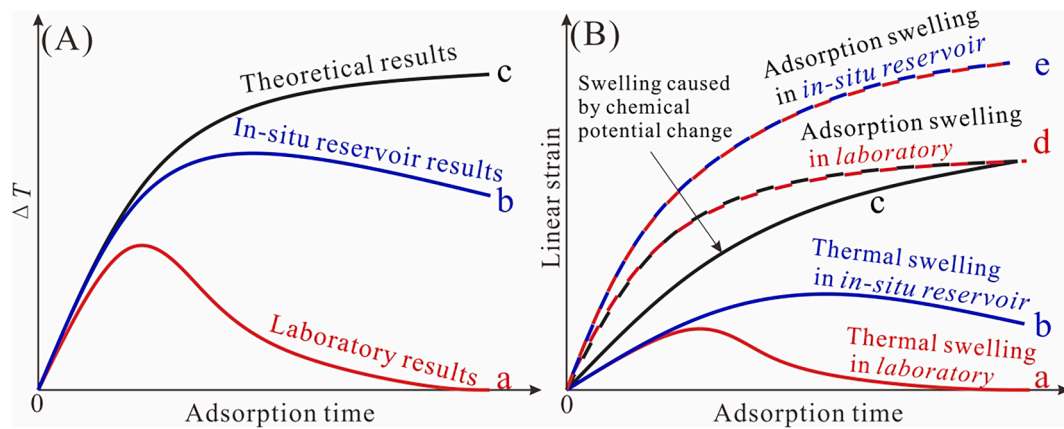 (A)
Theoretical results
c
In-situ reservoir results
b
Laboratory results
a
ΔT
0
Adsorption time
(B)
Adsorption swelling
in in-situ reservoir
e
Swelling caused
by chemical
potential change
Adsorption swelling
in laboratory
d
c
Thermal swelling
in in-situ reservoir
b
Thermal swelling
in laboratory
a
Linear strain
0
Adsorption time